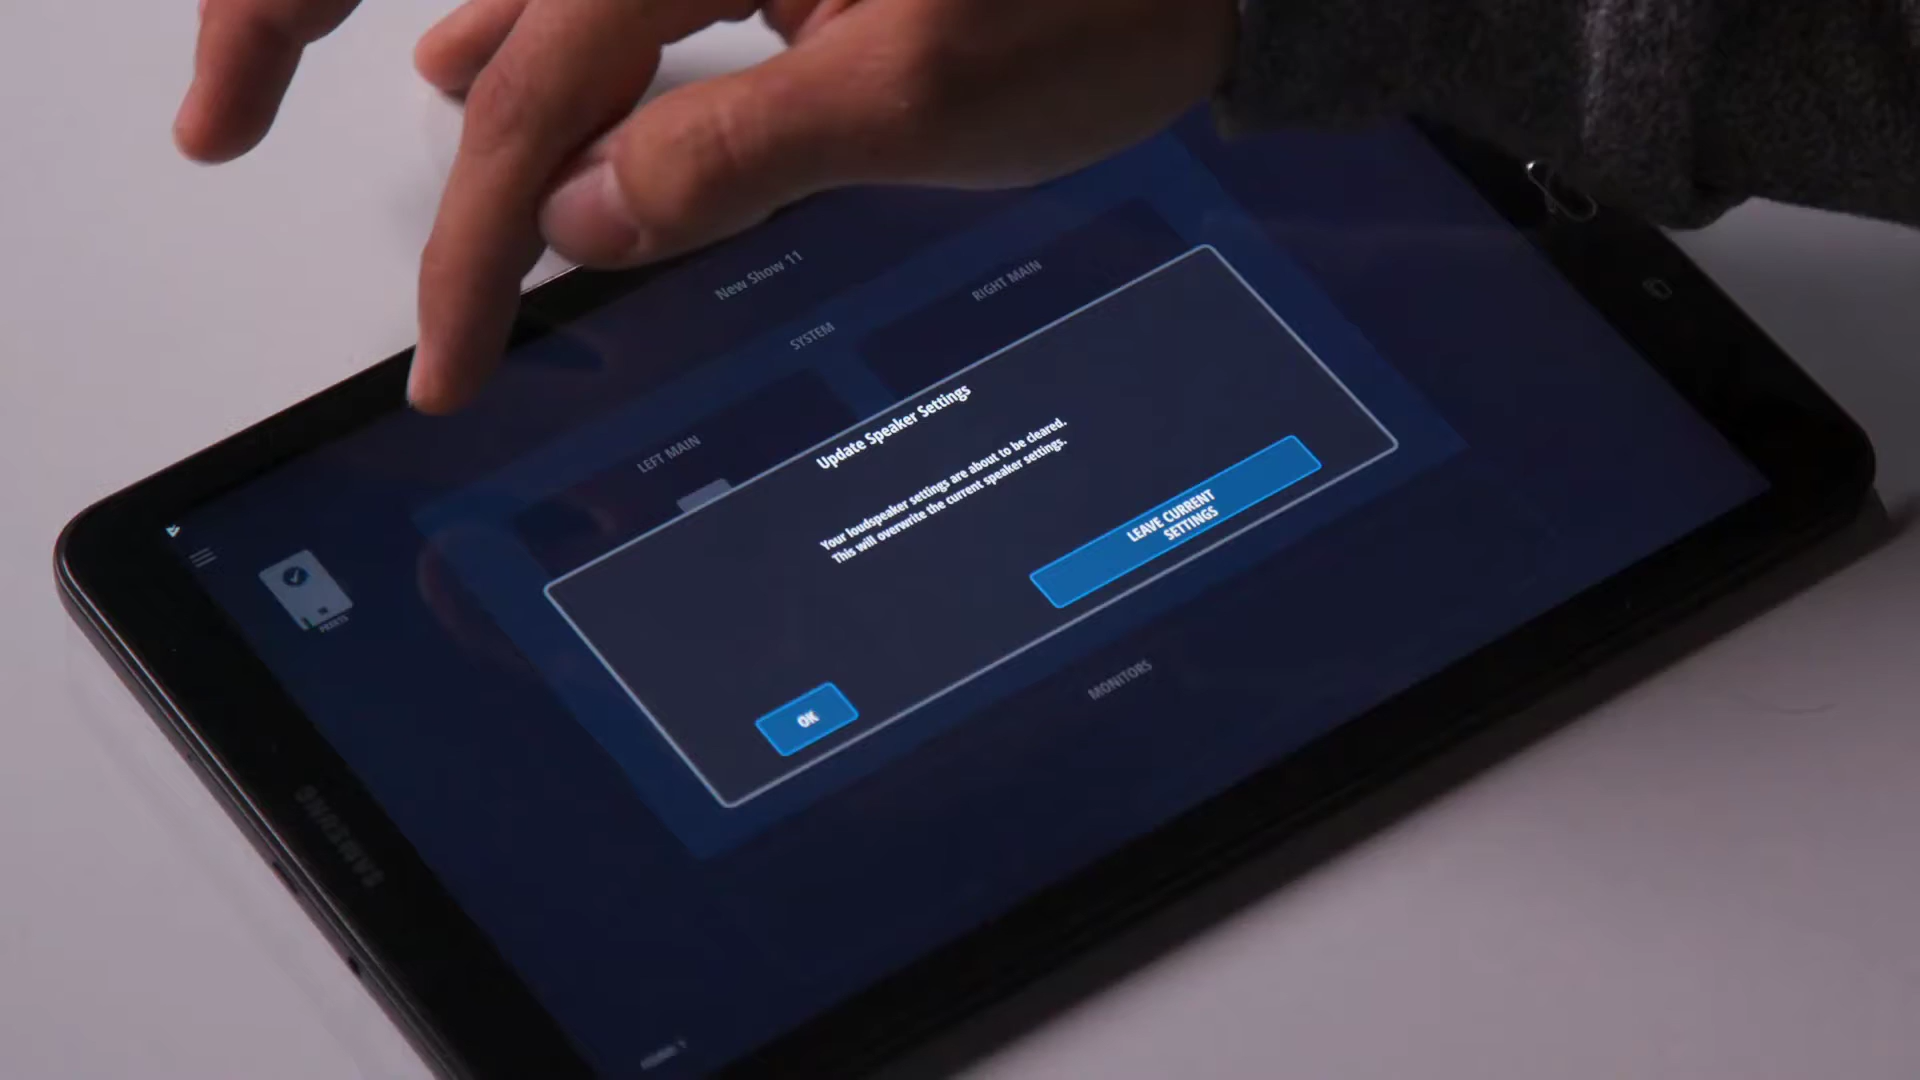 New Show 11
SYSTEM
RIGHT MAIN
LEFT MAIN
Update Speaker Settings
Your loudspeaker settings are about to be cleared.
This will overwrite the current speaker settings.
LEAVE CURRENT
SETTINGS
OK
MONITORS
SAMSUNG